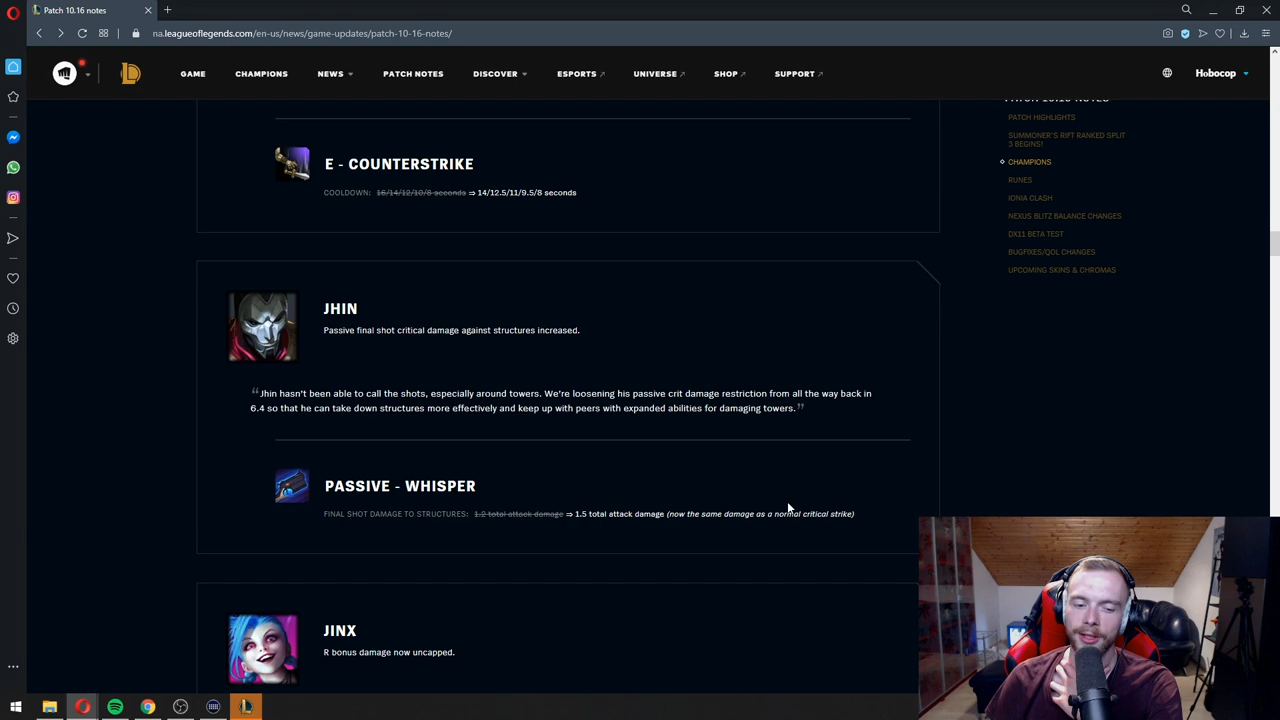 Patch 10.16 notes
na.leagueoflegends.com/en-us/news/game-updates/patch-10-16-notes/
GAME CHAMPIONS NEWS PATCH NOTES DISCOVER ESPORTS UNIVERSE SHOP SUPPORT Hobocop
PATCH 10.16 NOTES
PATCH HIGHLIGHTS
SUMMONER'S RIFT RANKED SPLIT
3 BEGINS!
CHAMPIONS
RUNES
IONIA CLASH
NEXUS BLITZ BALANCE CHANGES
DX11 BETA TEST
BUGFIXES/QOL CHANGES
UPCOMING SKINS & CHROMAS
E - COUNTERSTRIKE
COOLDOWN: 16/14/12/10/8 seconds ⇒ 14/12.5/11/9.5/8 seconds
JHIN
Passive final shot critical damage against structures increased.
“Jhin hasn't been able to call the shots, especially around towers. We're loosening his passive crit damage restriction from all the way back in
6.4 so that he can take down structures more effectively and keep up with peers with expanded abilities for damaging towers.”
PASSIVE - WHISPER
FINAL SHOT DAMAGE TO STRUCTURES: 1.2 total attack damage ⇒ 1.5 total attack damage (now the same damage as a normal critical strike)
JINX
R bonus damage now uncapped.